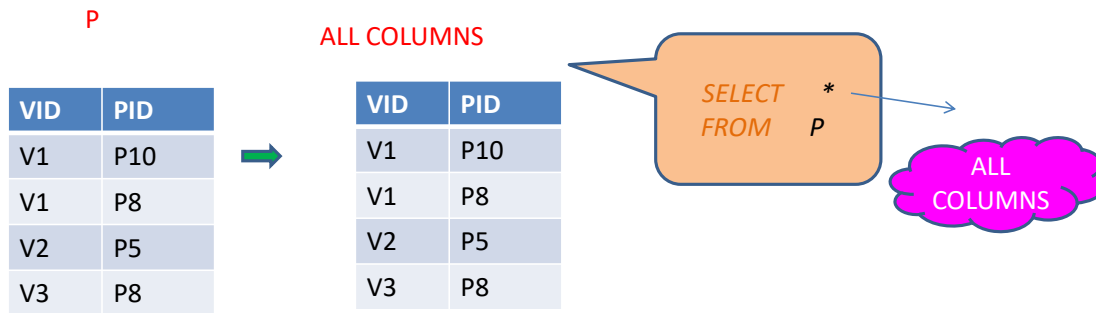 P
ALL COLUMNS
VID PID
V1 P10
V1 P8
V2 P5
V3 P8
VID PID
V1 P10
V1 P8
V2 P5
V3 P8
SELECT *
FROM P
ALL
COLUMNS